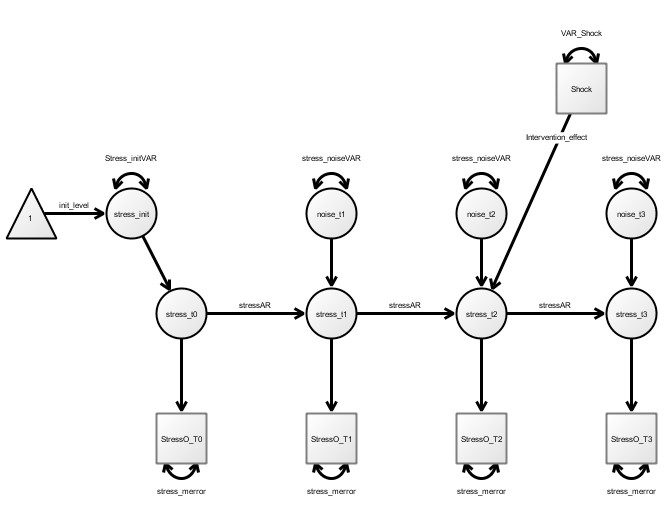 VAR_Shock
Shock
Intervention_effect
Stress_initVAR
stress_noiseVAR
stress_noiseVAR
stress_noiseVAR
1
init_level
stress_init
noise_t1
noise_t2
noise_t3
stressAR
stressAR
stressAR
stress_t0
stress_t1
stress_t2
stress_t3
StressO_T0
StressO_T1
StressO_T2
StressO_T3
stress_merror
stress_merror
stress_merror
stress_merror